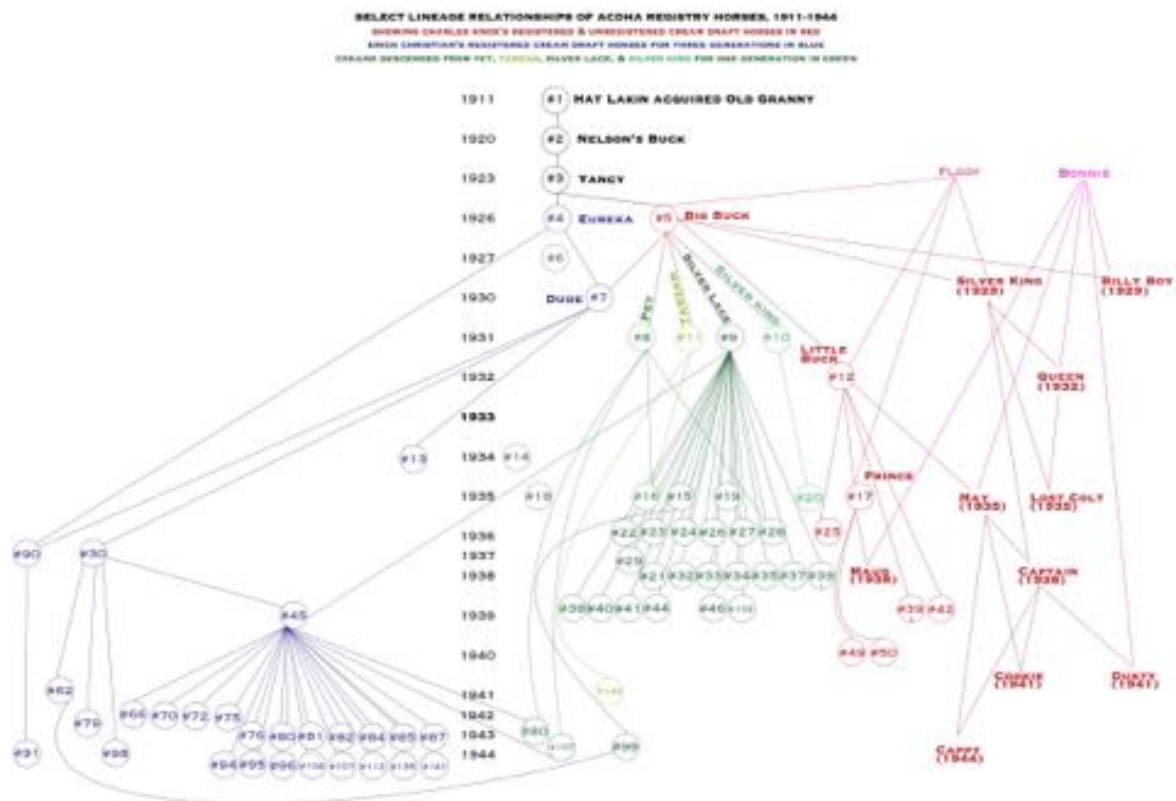 SELECT LINEAGE RELATIONSHIPS OF ACDHA REGISTRY HORSES, 1911-1944
SHOWING CHARLES KNOX'S REGISTERED & UNREGISTERED CREAM DRAFT HORSES IN RED
ERICK CHRISTIAN'S REGISTERED CREAM DRAFT HORSES FOR THREE GENERATIONS IN BLUE
CREAMS DESCENDED FROM PET, TARZAN, SILVER LACE, & SILVER KING FOR ONE GENERATION IN GREEN
1911 #1 HAT LAKIN ACQUIRED OLD GRANNY
1920 #2 NELSON'S BUCK
1923 #3 TANGY FLOSY BONNIE
1926 #4 EUREKA #5 BIG BUCK
1927 #6
SILVER KING (1929) BILLY BOY (1929)
1930 DUDE #7
PET TARZAN SILVER LACE SILVER KING
1931 #8 #11 #9 #10 LITTLE BUCK
1932 #12 QUEEN (1932)
1933
1934 #13 #14
PRINCE
1935 #18 #16 #15 #19 #20 #17 MAY (1935) LOST COLT (1935)
1936 #22 #23 #24 #26 #27 #28 #25
1937 #90 #30 #29
1938 #21 #32 #33 #34 #35 #37 MAUD (1938) CAPTAIN (1938)
1939 #45 #38 #40 #41 #44 #46 #39 #42
1940 #49 #50
1941 #62 COOKIE (1941) DUSTY (1941)
1942 #79 #66 #70 #72 #75
1943 #76 #80 #81 #82 #84 #85 #87
1944 #91 #98 #94 #95 #96 #99 CAPPY (1944)